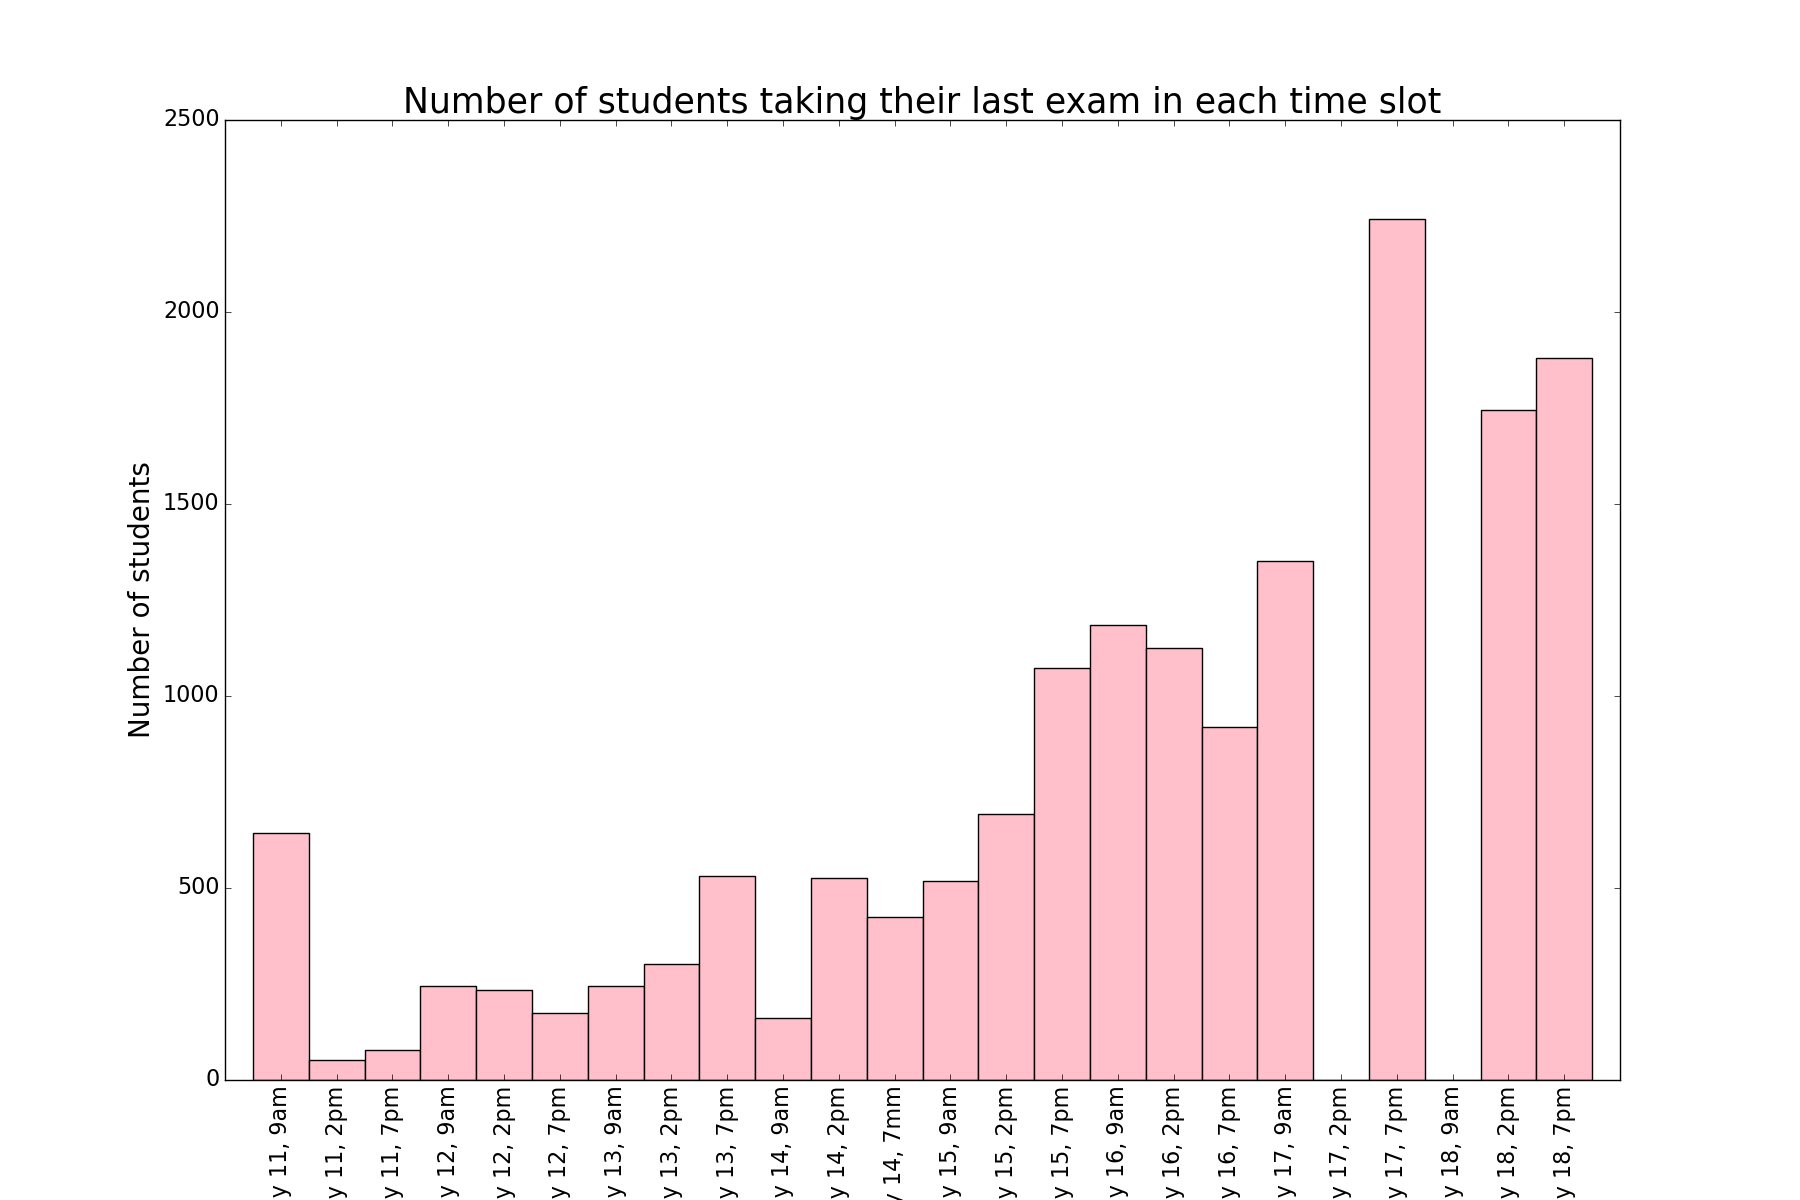 Number of students taking their last exam in each time slot
Number of students
2500
2000
1500
1000
500
0
y 11, 9am
y 11, 2pm
y 11, 7pm
y 12, 9am
y 12, 2pm
y 12, 7pm
y 13, 9am
y 13, 2pm
y 13, 7pm
y 14, 9am
y 14, 2pm
y 14, 7mm
y 15, 9am
y 15, 2pm
y 15, 7pm
y 16, 9am
y 16, 2pm
y 16, 7pm
y 17, 9am
y 17, 2pm
y 17, 7pm
y 18, 9am
y 18, 2pm
y 18, 7pm